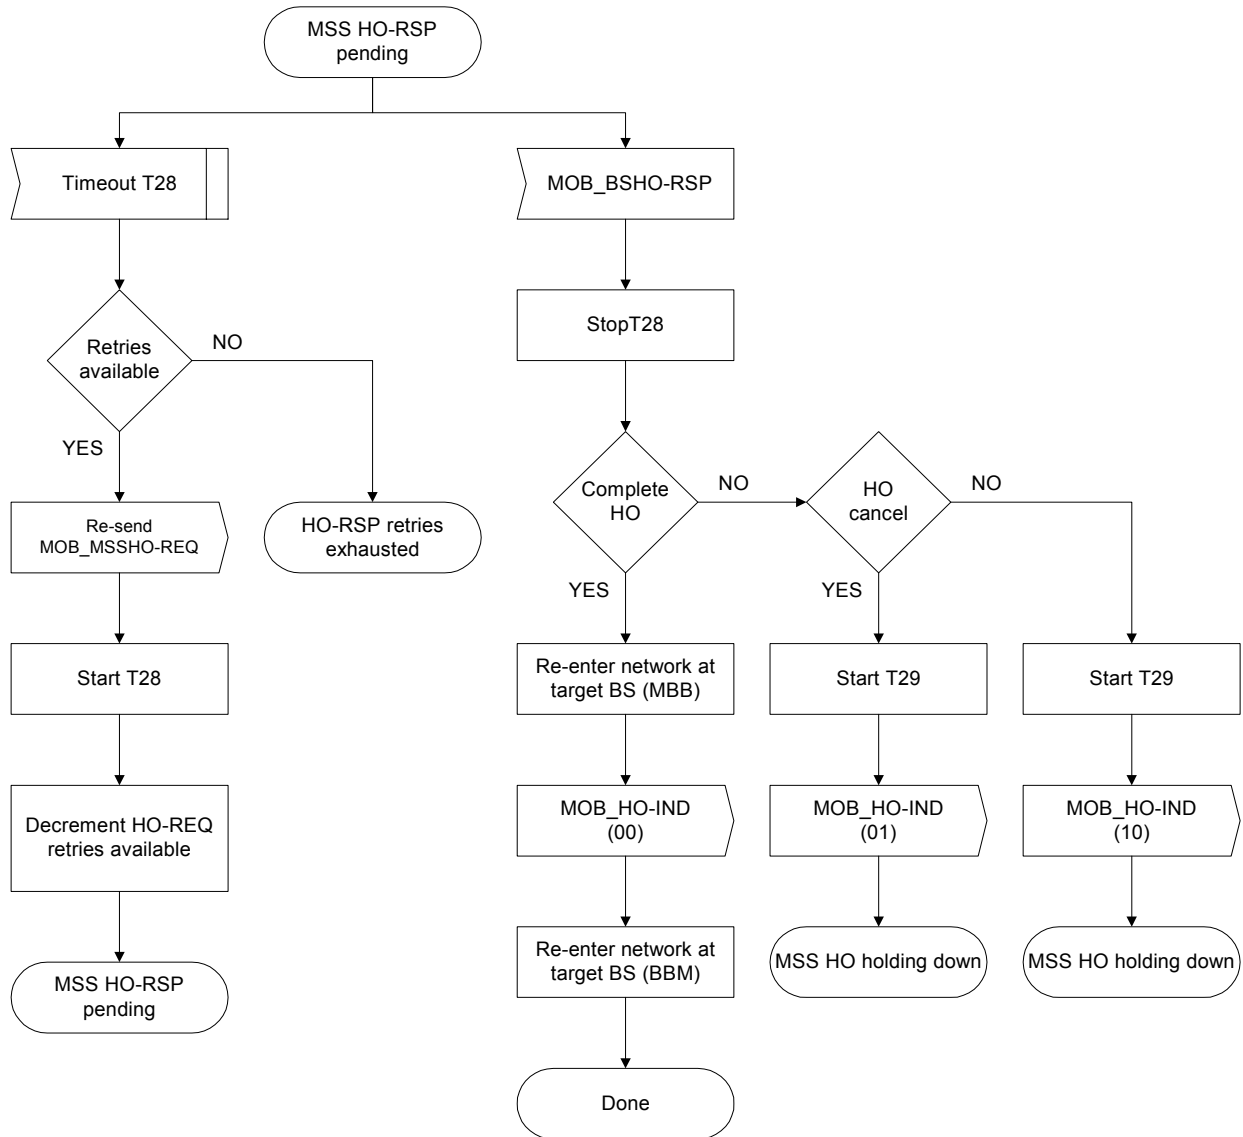 MSS HO-RSP
pending
Timeout T28
MOB_BSHO-RSP
StopT28
Retries
available
NO
YES
Complete
HO
NO
HO
cancel
NO
Re-send
MOB_MSSHO-REQ
HO-RSP retries
exhausted
YES
YES
Start T28
Re-enter network at
target BS (MBB)
Start T29
Start T29
Decrement HO-REQ
retries available
MOB_HO-IND
(00)
MOB_HO-IND
(01)
MOB_HO-IND
(10)
MSS HO-RSP
pending
Re-enter network at
target BS (BBM)
MSS HO holding down
MSS HO holding down
Done